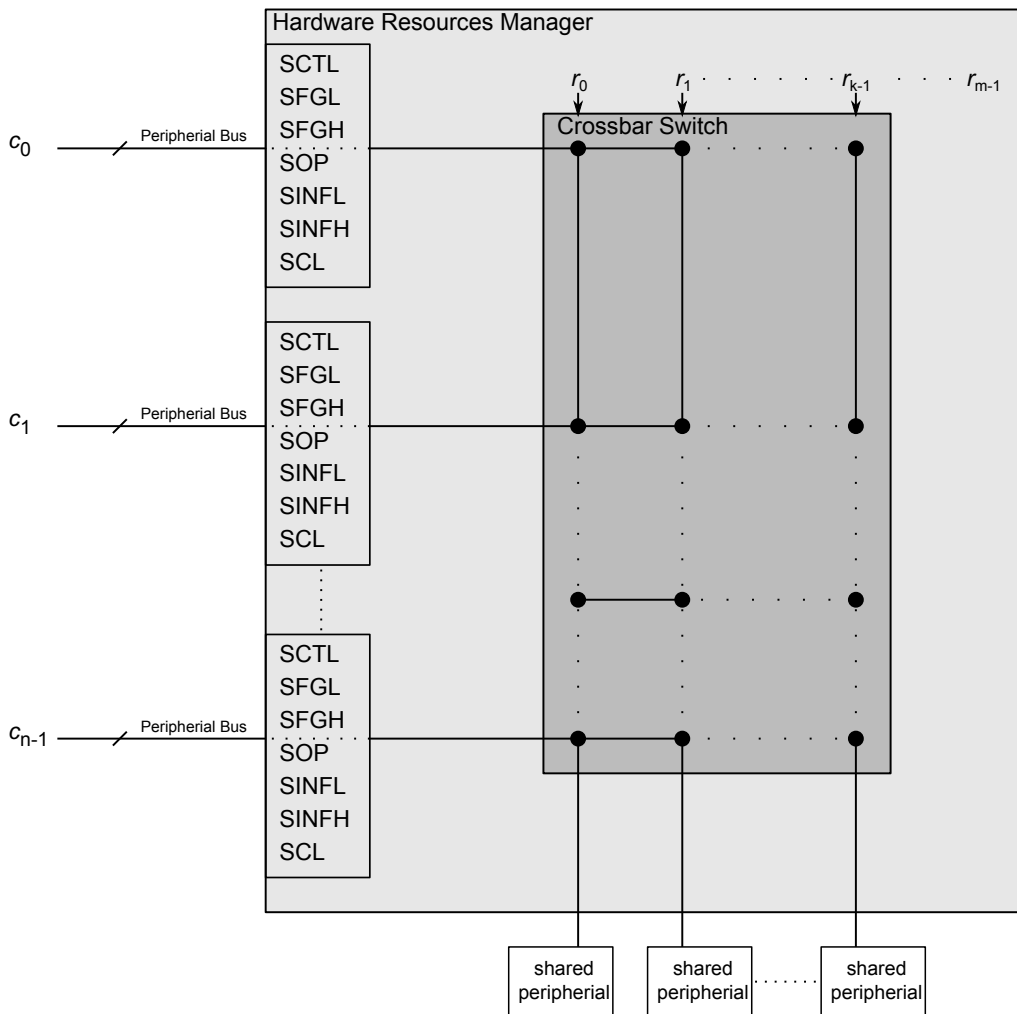 Hardware Resources Manager
r0 r1 rk-1 rm-1
Crossbar Switch
c0
Peripherial Bus
SCTL
SFGL
SFGH
SOP
SINFL
SINFH
SCL
c1
Peripherial Bus
SCTL
SFGL
SFGH
SOP
SINFL
SINFH
SCL
cn-1
Peripherial Bus
SCTL
SFGL
SFGH
SOP
SINFL
SINFH
SCL
shared
peripherial
shared
peripherial
shared
peripherial